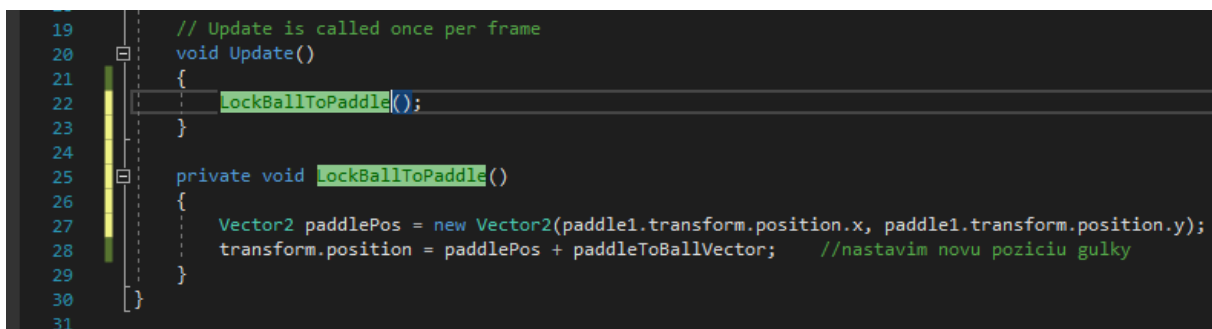 19 // Update is called once per frame
20 void Update()
21 {
22 LockBallToPaddle();
23 }
24
25 private void LockBallToPaddle()
26 {
27 Vector2 paddlePos = new Vector2(paddle1.transform.position.x, paddle1.transform.position.y);
28 transform.position = paddlePos + paddleToBallVector; //nastavim novu poziciu gulky
29 }
30 }
31